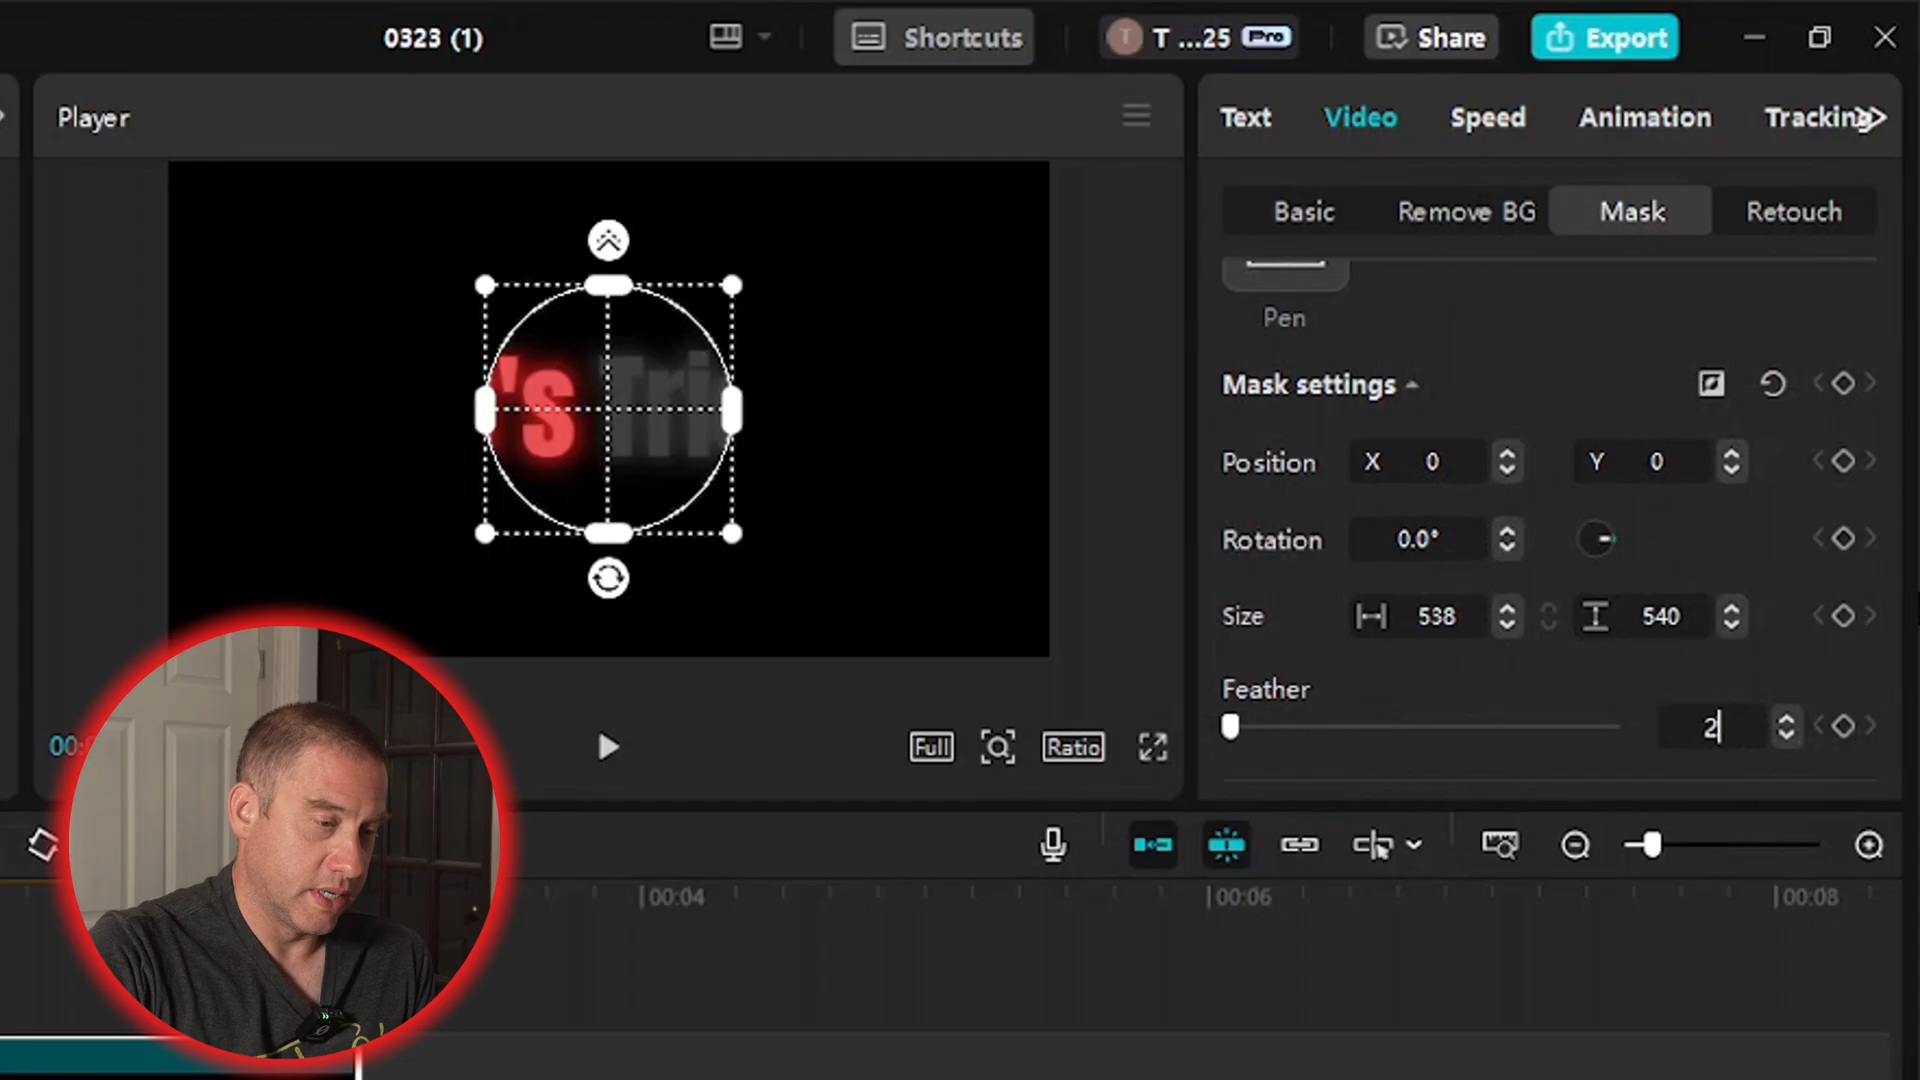 0323 (1)
Shortcuts
T
T ...25
Pro
Share
Export
Player
Text
Video
Speed
Animation
Tracking
Basic
Remove BG
Mask
Retouch
Pen
's Tri
Mask settings
Position
X
0
Y
0
Rotation
0.0°
Size
538
540
Feather
2
00:
Full
Ratio
00:04
00:06
00:08